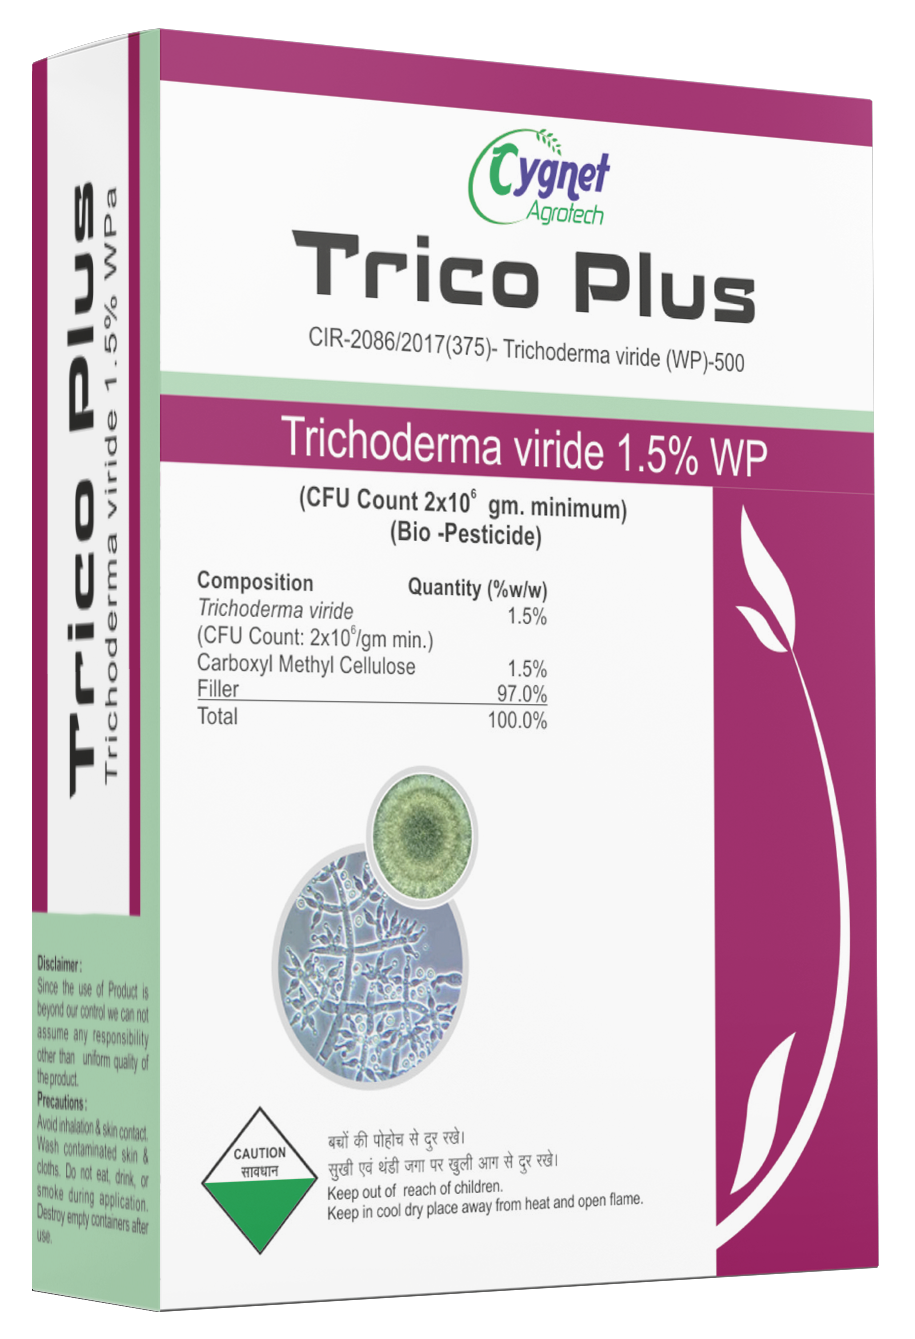 Cygnet
Agrotech
Trico Plus
CIR-2086/2017(375)- Trichoderma viride (WP)-500
Trichoderma viride 1.5% WP
(CFU Count 2x10⁶ gm. minimum)
(Bio -Pesticide)
Composition Quantity (%w/w)
Trichoderma viride 1.5%
(CFU Count: 2x10⁶/gm min.)
Carboxyl Methyl Cellulose 1.5%
Filler 97.0%
Total 100.0%
CAUTION
सावधान
बच्चों की पोहोच से दुर रखे।
सुखी एवं थंडी जगा पर खुली आग से दुर रखे।
Keep out of reach of children.
Keep in cool dry place away from heat and open flame.
Trico Plus
Trichoderma viride 1.5% WPa
Disclaimer:
Since the use of Product is
beyond our control we can not
assume any responsibility
other than uniform quality of
the product.
Precautions:
Avoid inhalation & skin contact.
Wash contaminated skin &
cloths. Do not eat, drink, or
smoke during application.
Destroy empty containers after
use.